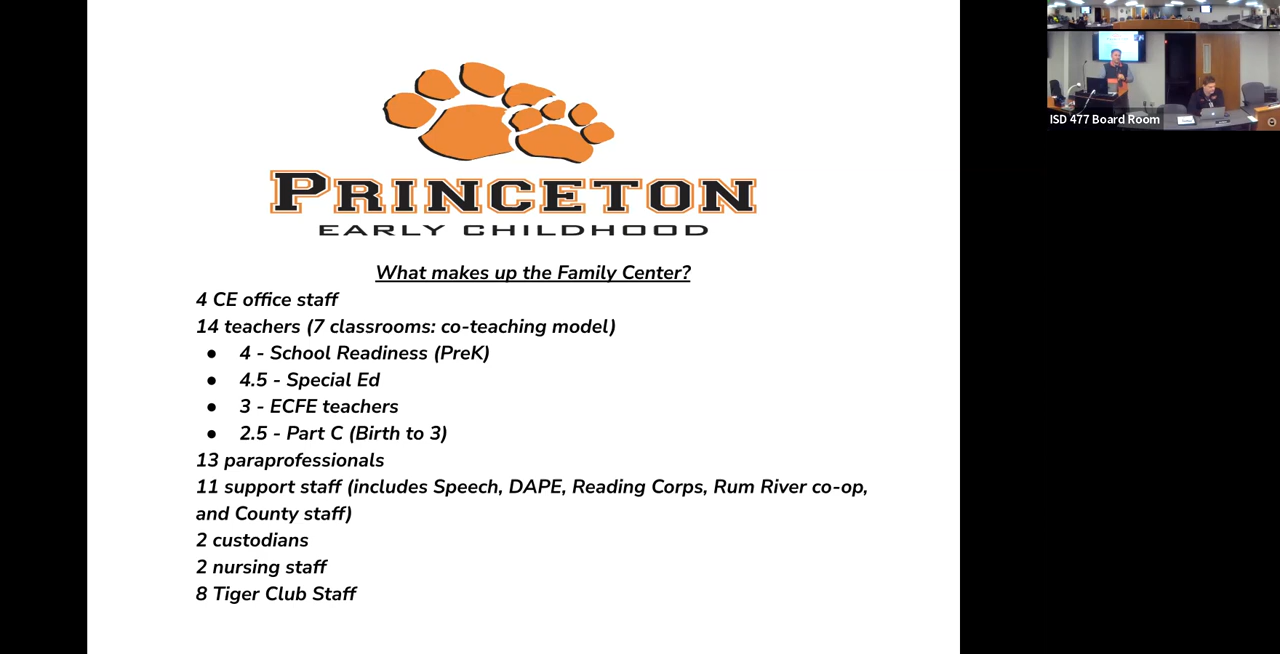 PRINCETON
EARLY CHILDHOOD
What makes up the Family Center?
4 CE office staff
14 teachers (7 classrooms: co-teaching model)
● 4 - School Readiness (PreK)
● 4.5 - Special Ed
● 3 - ECFE teachers
● 2.5 - Part C (Birth to 3)
13 paraprofessionals
11 support staff (includes Speech, DAPE, Reading Corps, Rum River co-op,
and County staff)
2 custodians
2 nursing staff
8 Tiger Club Staff
ISD 477 Board Room